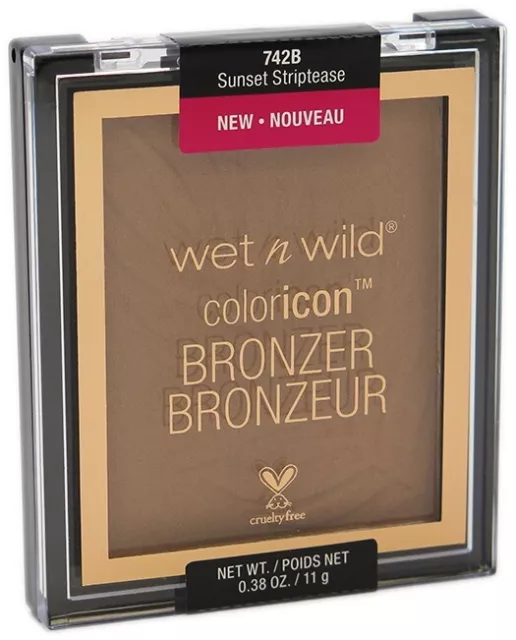 742B
Sunset Striptease
NEW • NOUVEAU
wet n wild®
coloricon™
BRONZER
BRONZEUR
crueltyfree
NET WT. / POIDS NET
0.38 OZ. / 11 g